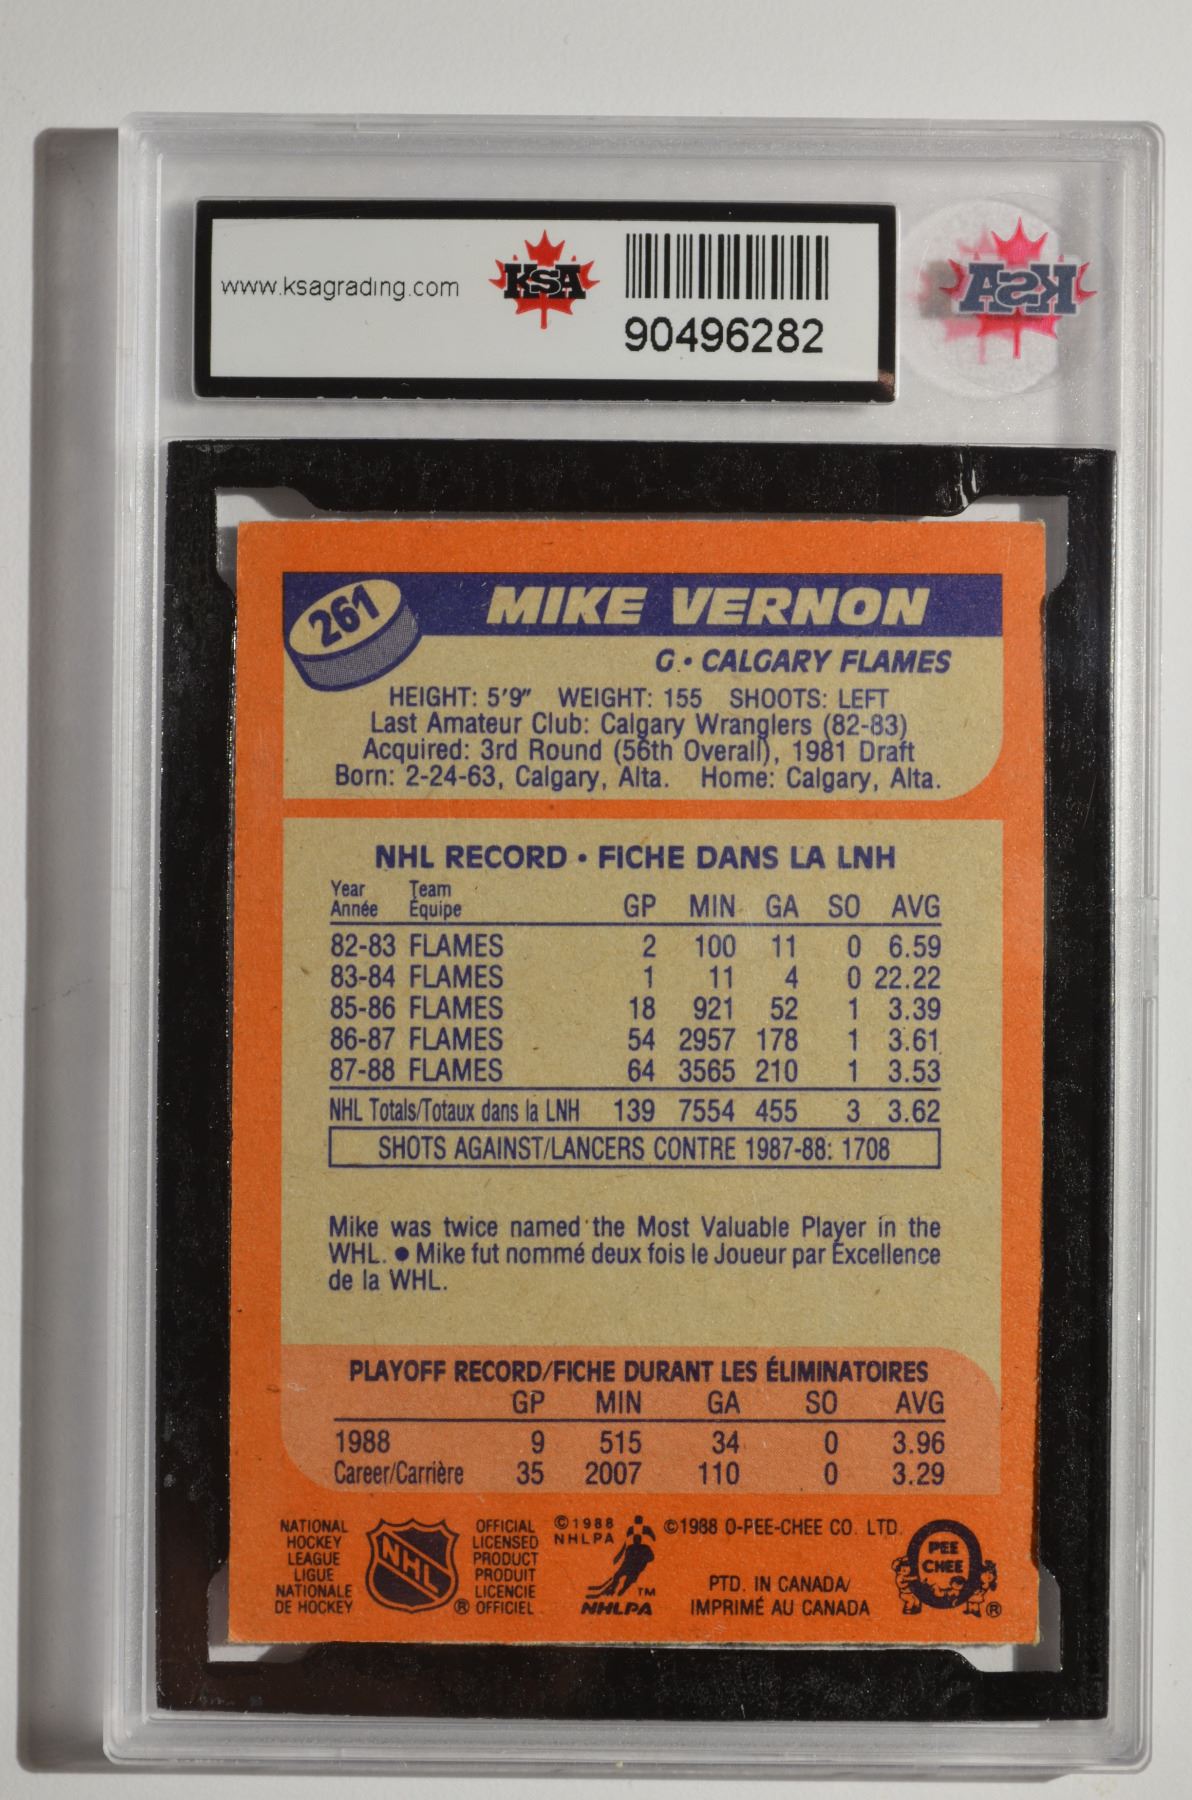 www.ksagrading.com
KSA
90496282
KSA
261
MIKE VERNON
G • CALGARY FLAMES
HEIGHT: 5'9" WEIGHT: 155 SHOOTS: LEFT
Last Amateur Club: Calgary Wranglers (82-83)
Acquired: 3rd Round (56th Overall), 1981 Draft
Born: 2-24-63, Calgary, Alta. Home: Calgary, Alta.
NHL RECORD • FICHE DANS LA LNH
Year Team
Année Équipe GP MIN GA SO AVG
82-83 FLAMES 2 100 11 0 6.59
83-84 FLAMES 1 11 4 0 22.22
85-86 FLAMES 18 921 52 1 3.39
86-87 FLAMES 54 2957 178 1 3.61
87-88 FLAMES 64 3565 210 1 3.53
NHL Totals/Totaux dans la LNH 139 7554 455 3 3.62
SHOTS AGAINST/LANCERS CONTRE 1987-88: 1708
Mike was twice named the Most Valuable Player in the
WHL. ● Mike fut nommé deux fois le Joueur par Excellence
de la WHL.
PLAYOFF RECORD/FICHE DURANT LES ÉLIMINATOIRES
GP MIN GA SO AVG
1988 9 515 34 0 3.96
Career/Carrière 35 2007 110 0 3.29
NATIONAL
HOCKEY
LEAGUE
LIGUE
NATIONALE
DE HOCKEY
NHL
®
OFFICIAL
LICENSED
PRODUCT
PRODUIT
LICENCIE
OFFICIEL
©1988
NHLPA
TM
NHLPA
©1988 O-PEE-CHEE CO. LTD.
PTD. IN CANADA/
IMPRIMÉ AU CANADA
O
PEE
CHEE
®